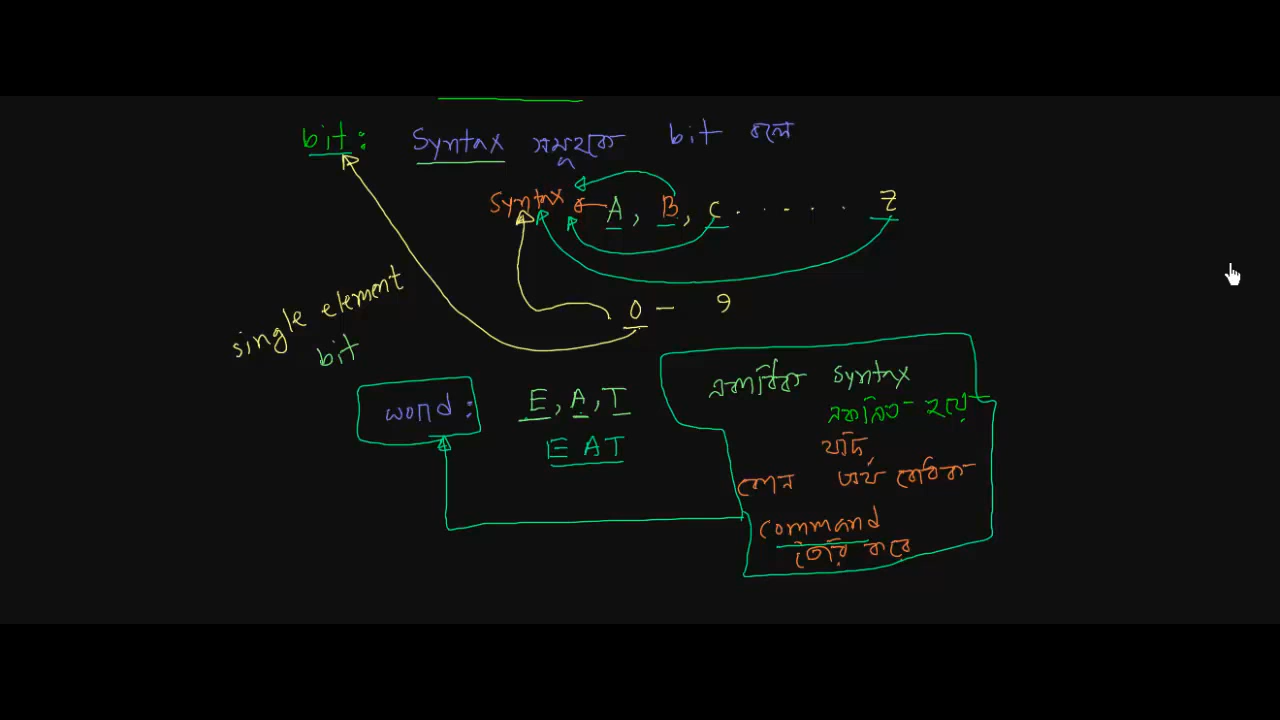 bit: Syntax সমূহকে bit বলে
Syntax ← A, B, C . . . . . . Z
0 - 9
single element
bit
word: E, A, T
EAT
একাধিক syntax
একত্রিত হয়ে
যদি
কোন অর্থ বোধক
command
তৈরি করে